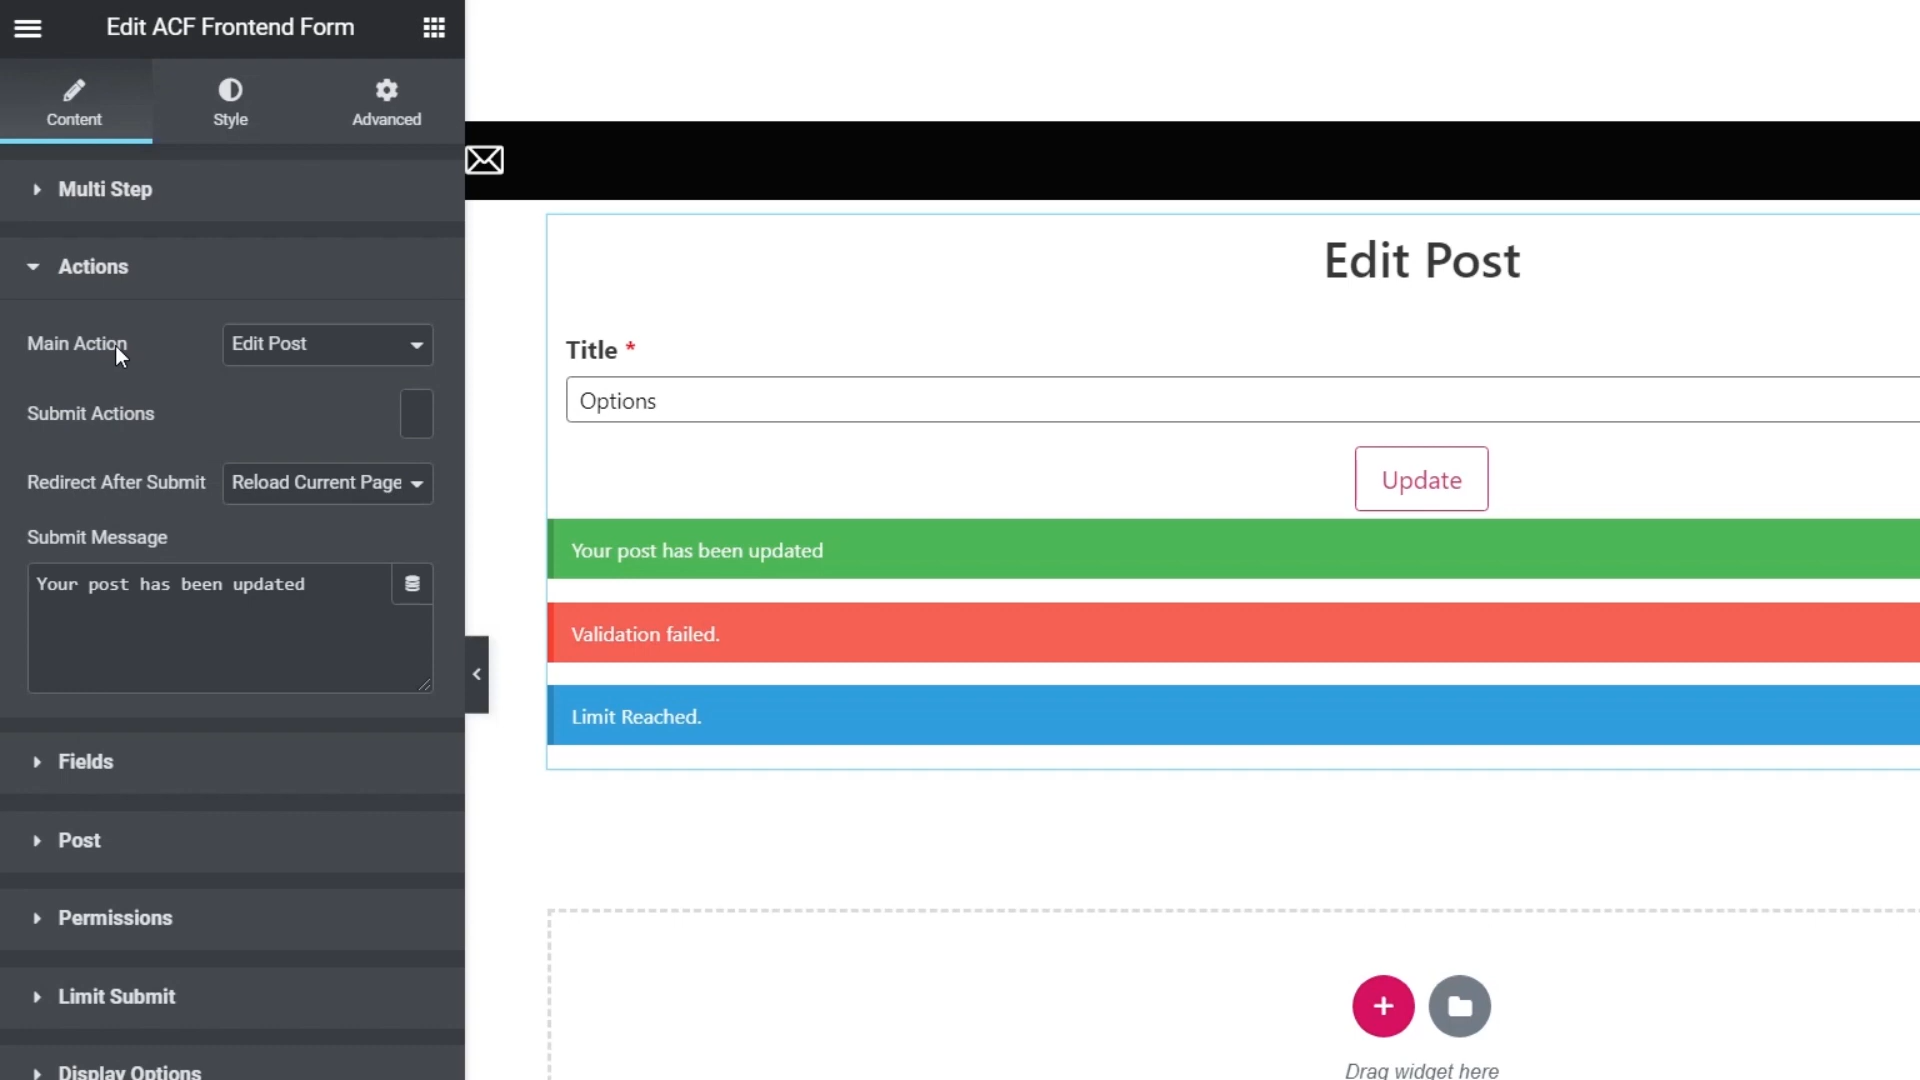 Edit ACF Frontend Form
Content
Style
Advanced
Multi Step
Actions
Main Action
Edit Post
Submit Actions
Redirect After Submit
Reload Current Page
Submit Message
Your post has been updated
Fields
Post
Permissions
Limit Submit
Display Options
Edit Post
Title *
Options
Update
Your post has been updated
Validation failed.
Limit Reached.
Drag widget here